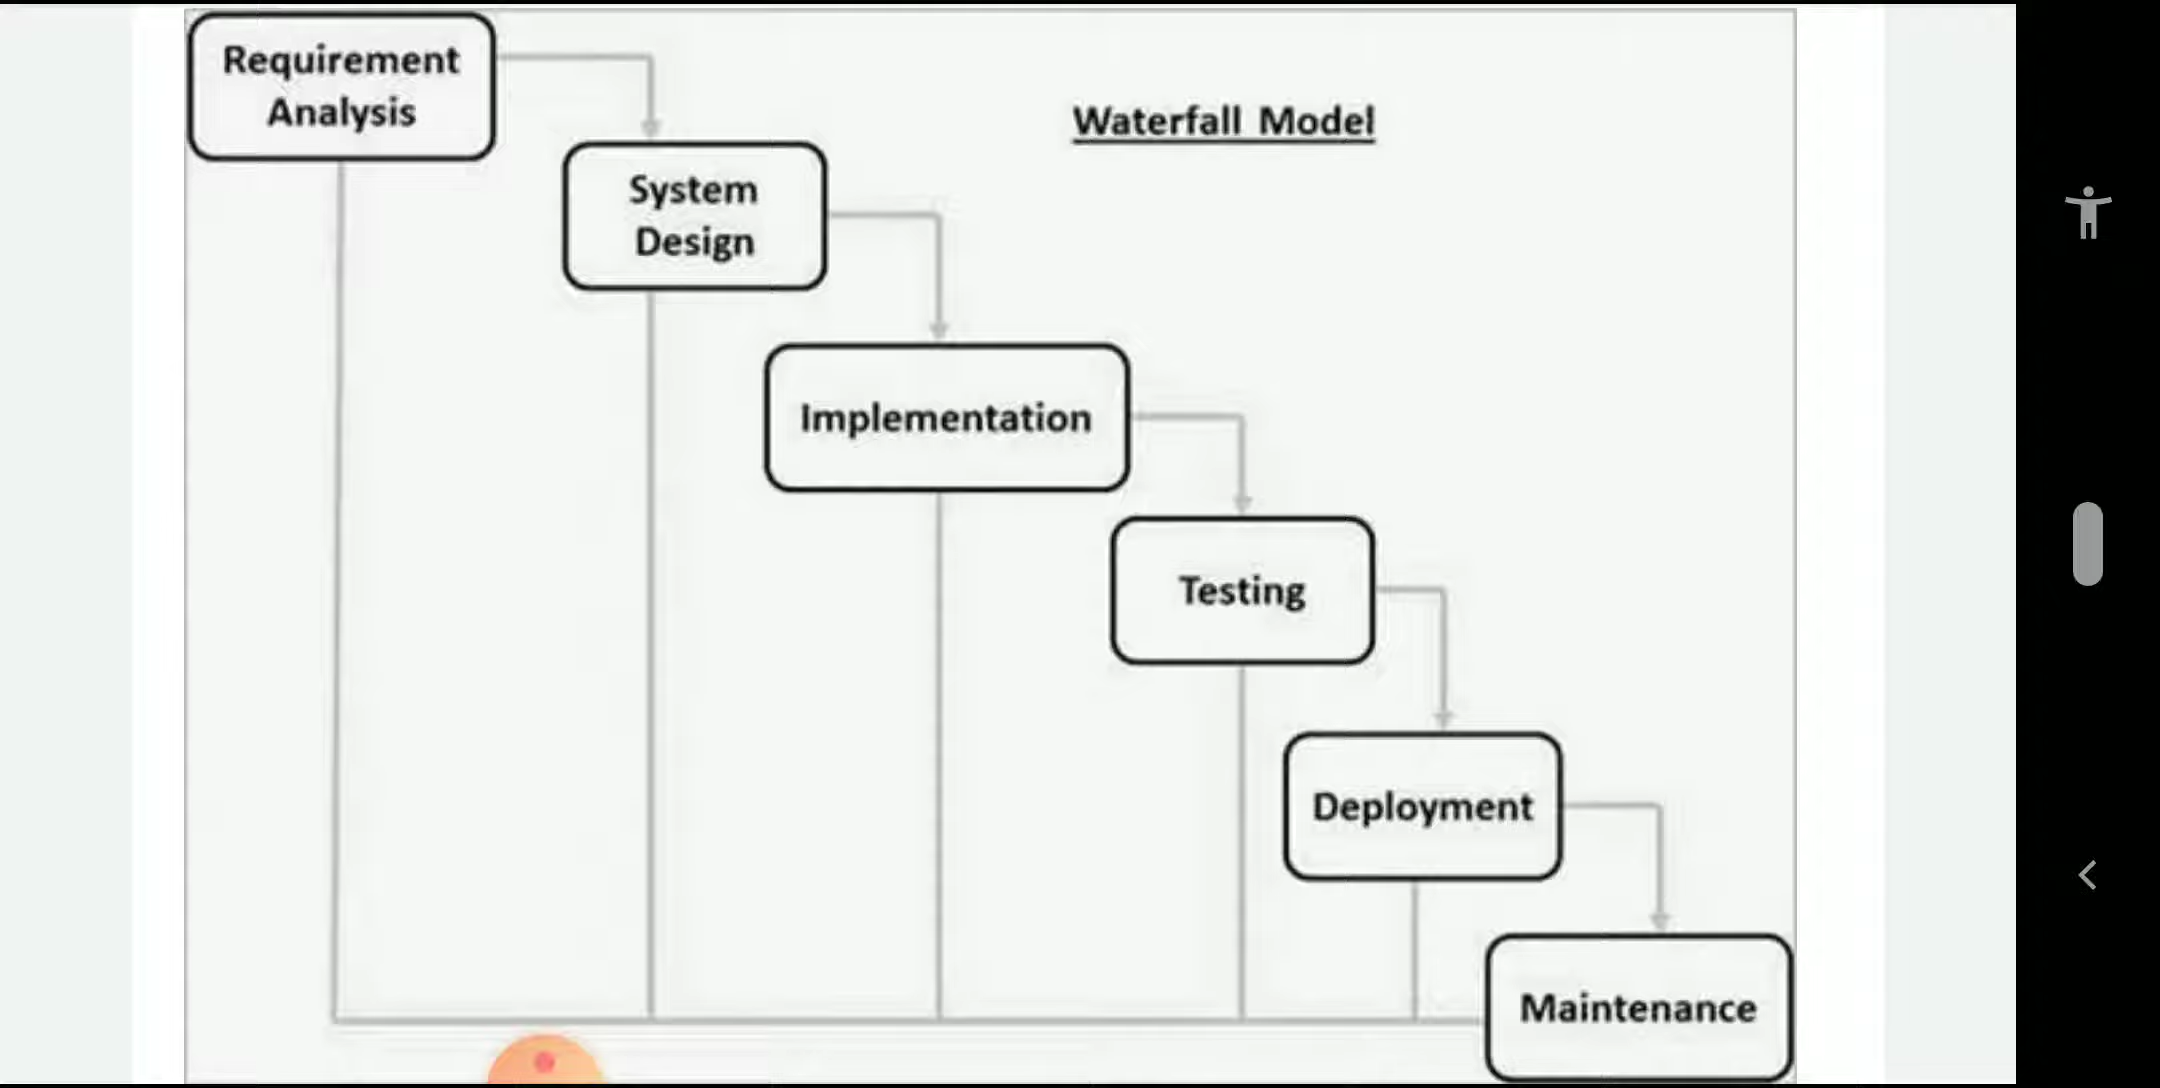 Requirement
Analysis
Waterfall Model
System
Design
Implementation
Testing
Deployment
Maintenance